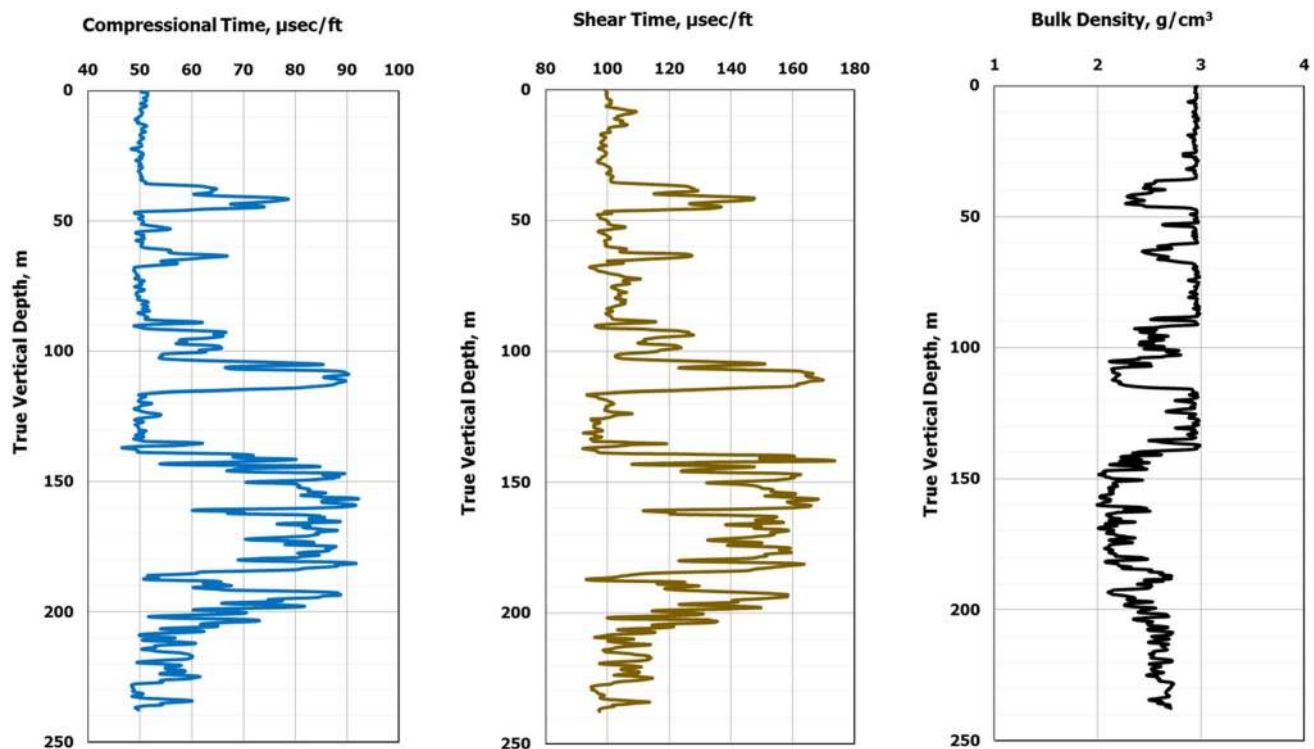 Compressional Time, µsec/ft
40 50 60 70 80 90 100
0
50
100
150
200
250
True Vertical Depth, m
Shear Time, µsec/ft
80 100 120 140 160 180
0
50
100
150
200
250
True Vertical Depth, m
Bulk Density, g/cm³
1 2 3 4
0
50
100
150
200
250
True Vertical Depth, m